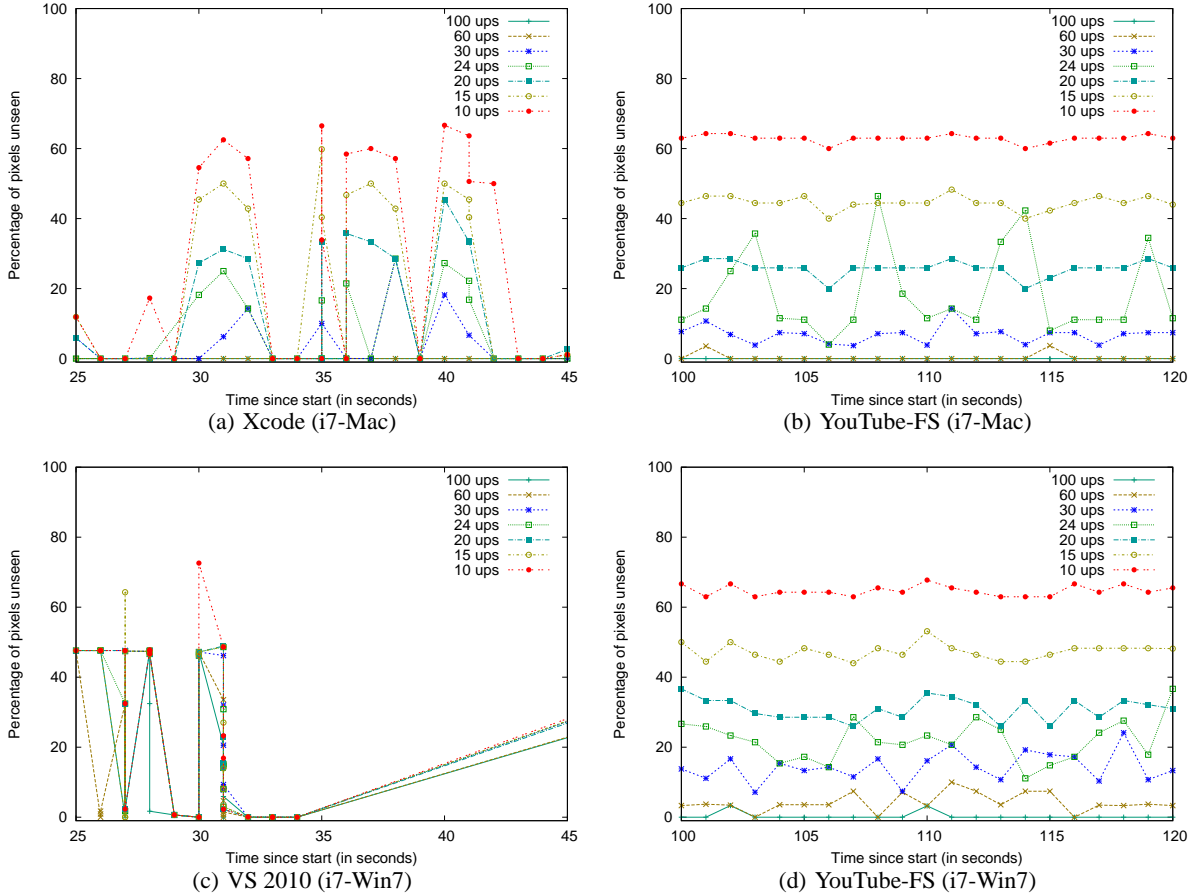 100
80
60
40
20
0
Percentage of pixels unseen
100 ups
60 ups
30 ups
24 ups
20 ups
15 ups
10 ups
25 30 35 40 45
Time since start (in seconds)
(a) Xcode (i7-Mac)
100
80
60
40
20
0
Percentage of pixels unseen
100 ups
60 ups
30 ups
24 ups
20 ups
15 ups
10 ups
100 105 110 115 120
Time since start (in seconds)
(b) YouTube-FS (i7-Mac)
100
80
60
40
20
0
Percentage of pixels unseen
100 ups
60 ups
30 ups
24 ups
20 ups
15 ups
10 ups
25 30 35 40 45
Time since start (in seconds)
(c) VS 2010 (i7-Win7)
100
80
60
40
20
0
Percentage of pixels unseen
100 ups
60 ups
30 ups
24 ups
20 ups
15 ups
10 ups
100 105 110 115 120
Time since start (in seconds)
(d) YouTube-FS (i7-Win7)